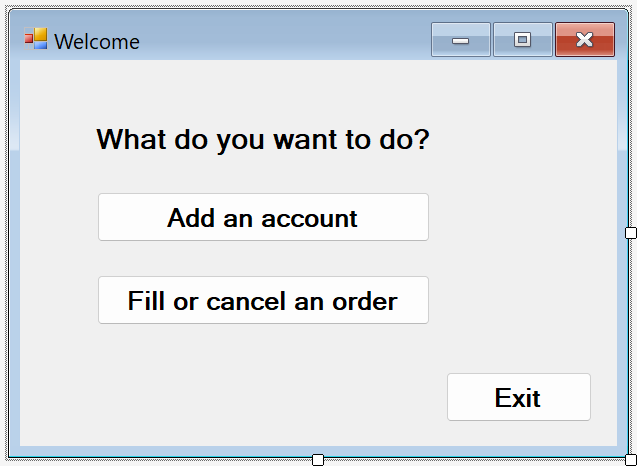 Welcome
What do you want to do?
Add an account
Fill or cancel an order
Exit